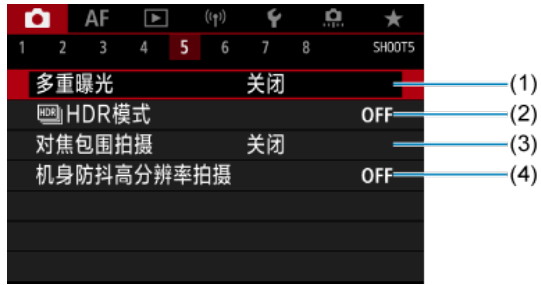 AF
1 2 3 4 5 6 7 8 SHOOT5
多重曝光 关闭 (1)
HDR HDR模式 OFF (2)
对焦包围拍摄 关闭 (3)
机身防抖高分辨率拍摄 OFF (4)